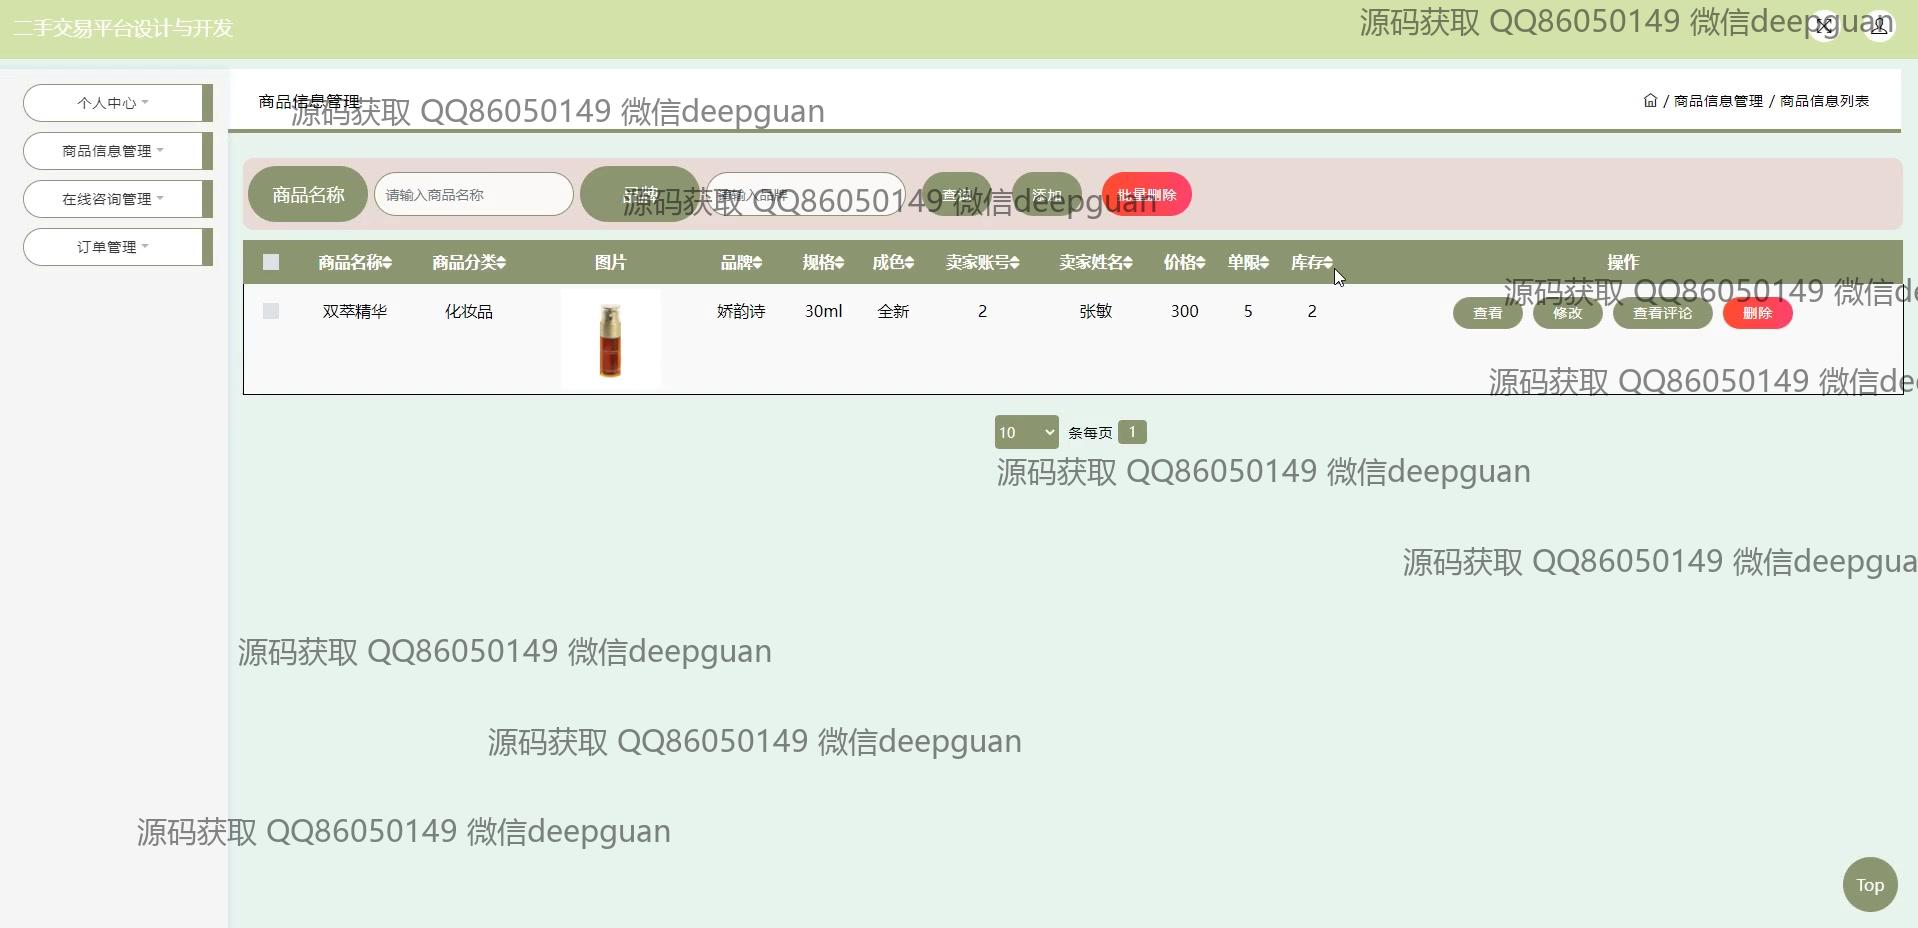 二手交易平台设计与开发
源码获取 QQ86050149 微信deepguan
个人中心
商品信息管理
在线咨询管理
订单管理
商品信息管理
/ 商品信息管理 / 商品信息列表
源码获取 QQ86050149 微信deepguan
商品名称 请输入商品名称 品牌 请输入品牌 查询 添加 批量删除
源码获取 QQ86050149 微信deepguan
商品名称 商品分类 图片 品牌 规格 成色 卖家账号 卖家姓名 价格 单限 库存 操作
源码获取 QQ86050149 微信de
双萃精华 化妆品 娇韵诗 30ml 全新 2 张敏 300 5 2 查看 修改 查看评论 删除
源码获取 QQ86050149 微信de
10 条每页 1
源码获取 QQ86050149 微信deepguan
源码获取 QQ86050149 微信deepgua
源码获取 QQ86050149 微信deepguan
源码获取 QQ86050149 微信deepguan
源码获取 QQ86050149 微信deepguan
Top